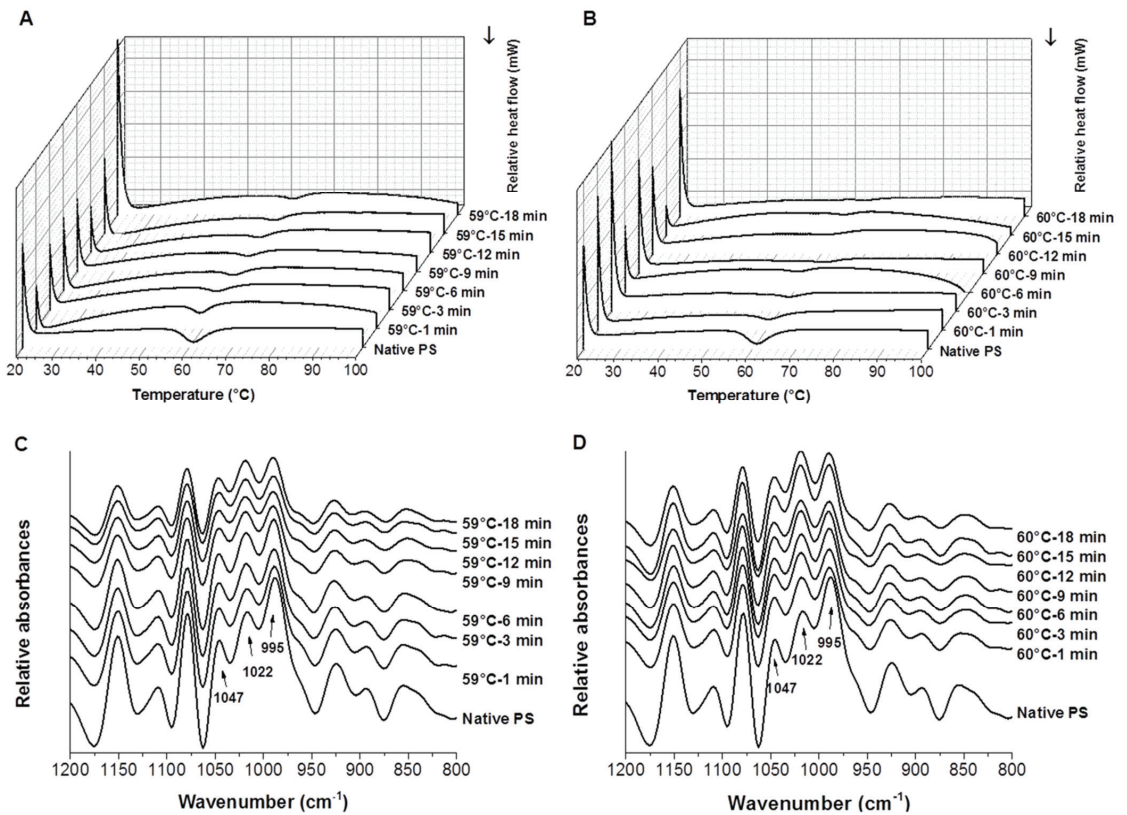 A
↓
Relative heat flow (mW)
59°C-18 min
59°C-15 min
59°C-12 min
59°C-9 min
59°C-6 min
59°C-3 min
59°C-1 min
Native PS
20 30 40 50 60 70 80 90 100
Temperature (°C)
B
↓
Relative heat flow (mW)
60°C-18 min
60°C-15 min
60°C-12 min
60°C-9 min
60°C-6 min
60°C-3 min
60°C-1 min
Native PS
20 30 40 50 60 70 80 90 100
Temperature (°C)
C
Relative absorbances
59°C-18 min
59°C-15 min
59°C-12 min
59°C-9 min
59°C-6 min
59°C-3 min
59°C-1 min
Native PS
995
1022
1047
1200 1150 1100 1050 1000 950 900 850 800
Wavenumber (cm-1)
D
Relative absorbances
60°C-18 min
60°C-15 min
60°C-12 min
60°C-9 min
60°C-6 min
60°C-3 min
60°C-1 min
Native PS
995
1022
1047
1200 1150 1100 1050 1000 950 900 850 800
Wavenumber (cm-1)